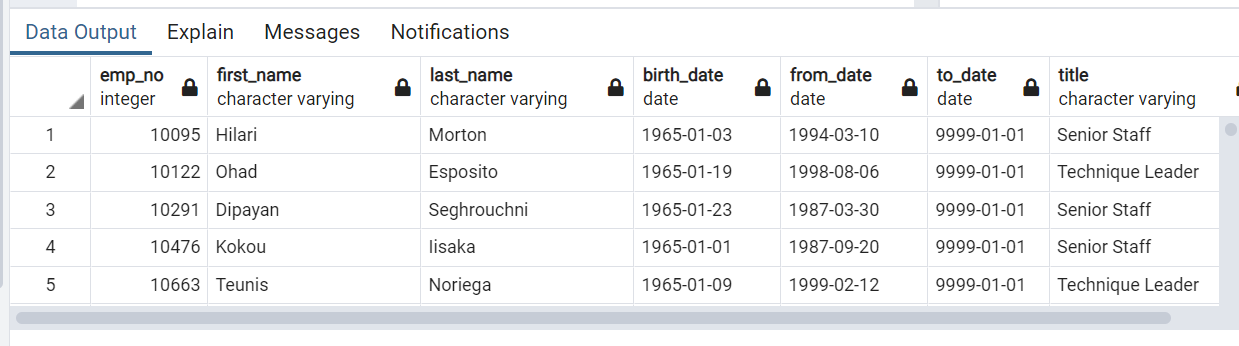 Data Output Explain Messages Notifications
emp_no first_name last_name birth_date from_date to_date title
integer character varying character varying date date date character varying
1 10095 Hilari Morton 1965-01-03 1994-03-10 9999-01-01 Senior Staff
2 10122 Ohad Esposito 1965-01-19 1998-08-06 9999-01-01 Technique Leader
3 10291 Dipayan Seghrouchni 1965-01-23 1987-03-30 9999-01-01 Senior Staff
4 10476 Kokou Iisaka 1965-01-01 1987-09-20 9999-01-01 Senior Staff
5 10663 Teunis Noriega 1965-01-09 1999-02-12 9999-01-01 Technique Leader